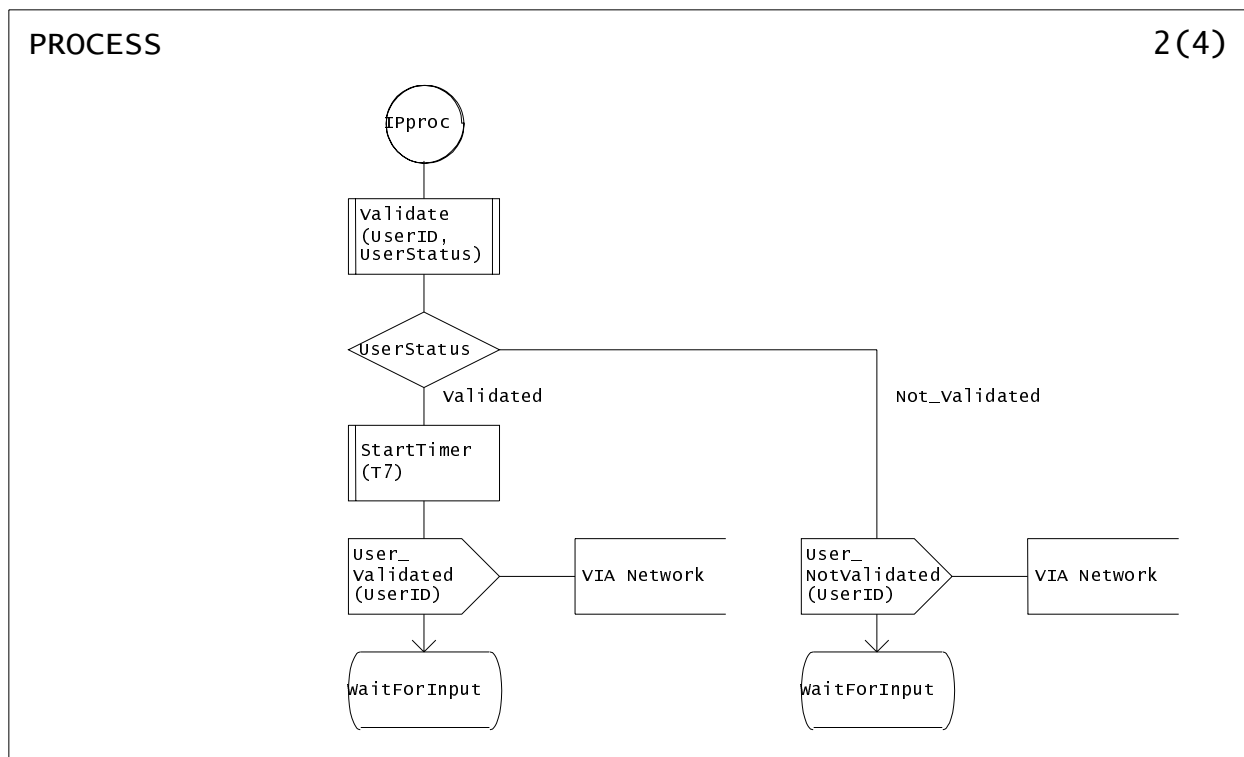 PROCESS
2(4)
IPproc
Validate
(UserID,
UserStatus)
UserStatus
Validated
Not_Validated
StartTimer
(T7)
User_
Validated
(UserID)
VIA Network
User_
NotValidated
(UserID)
VIA Network
WaitForInput
WaitForInput